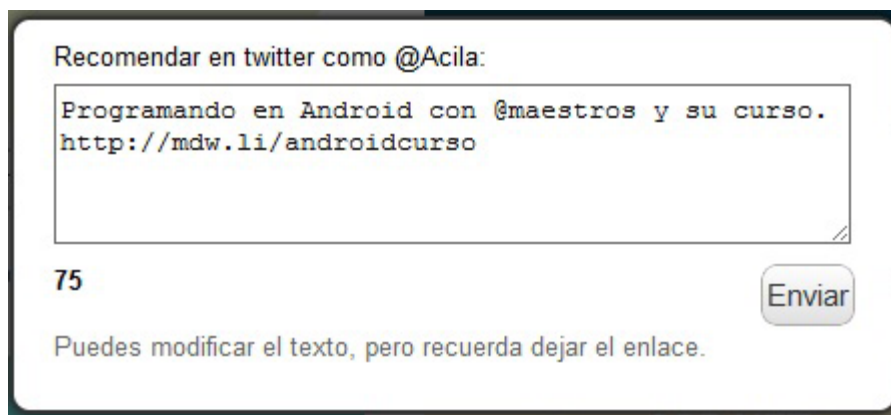 Recomendar en twitter como @Acila:
Programando en Android con @maestros y su curso.
http://mdw.li/androidcurso
75
Enviar
Puedes modificar el texto, pero recuerda dejar el enlace.